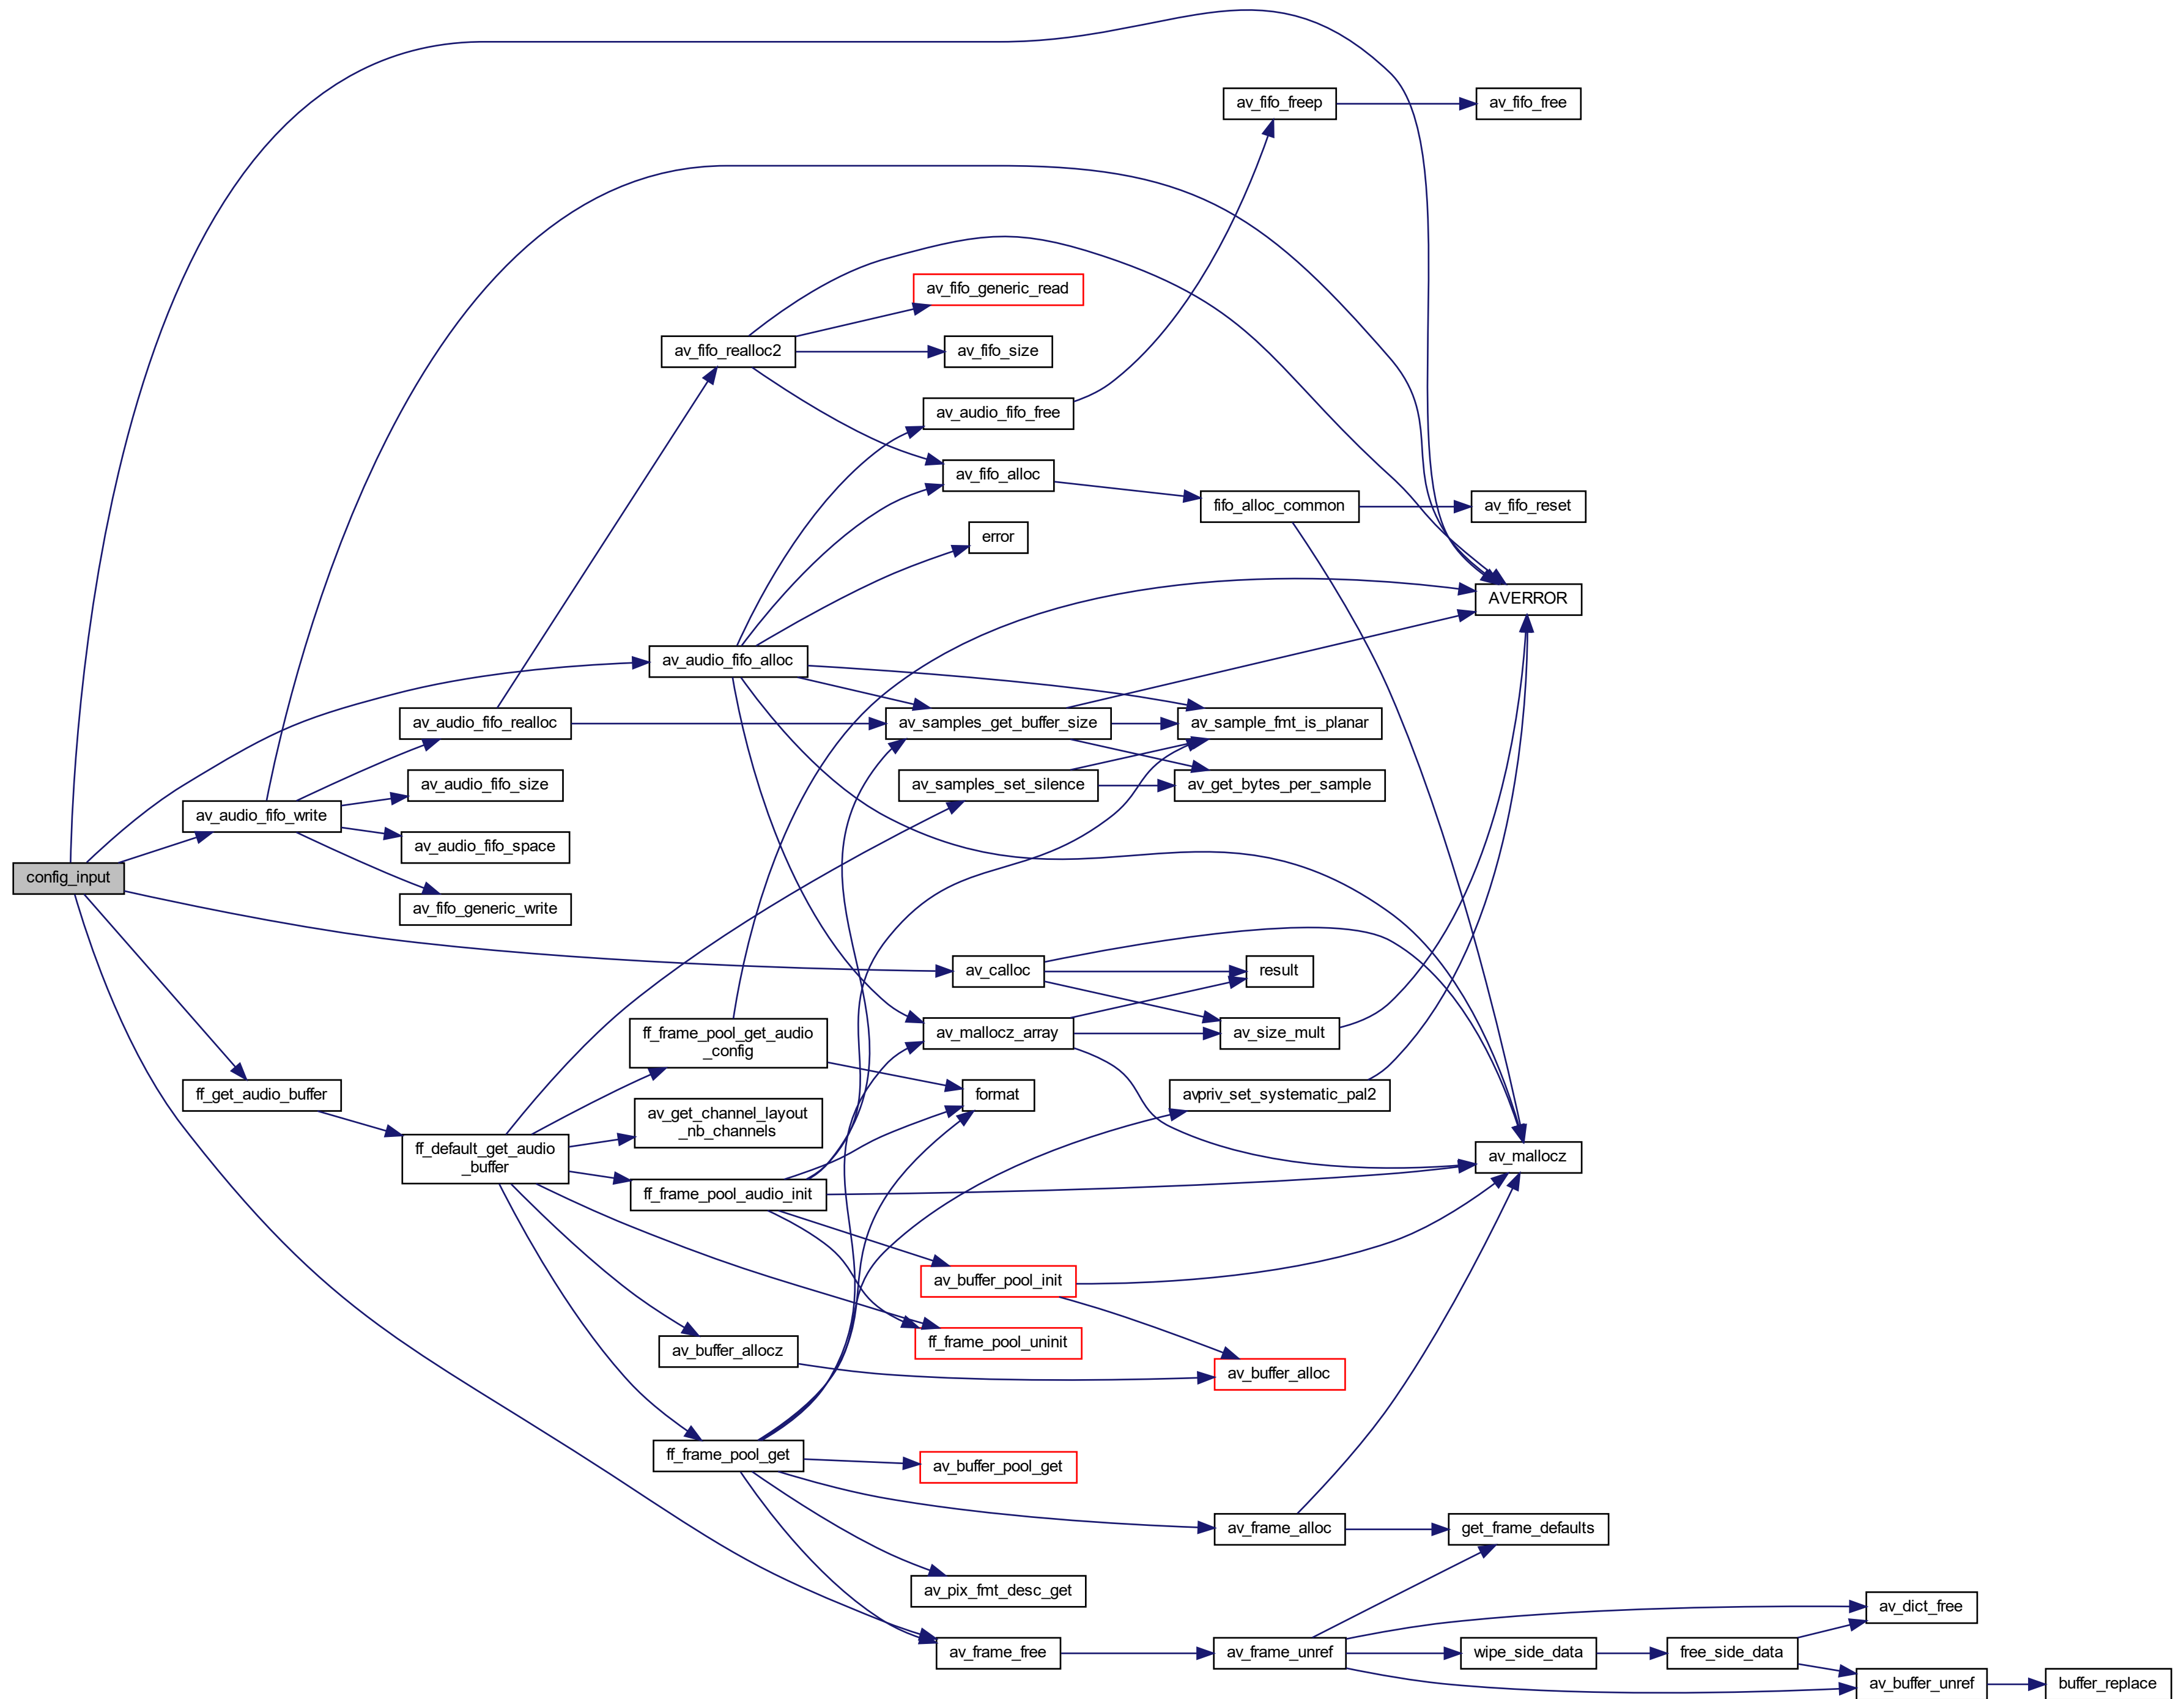 av_fifo_freep
av_fifo_free
av_fifo_generic_read
av_fifo_realloc2
av_fifo_size
av_audio_fifo_free
av_fifo_alloc
fifo_alloc_common
av_fifo_reset
error
AVERROR
av_audio_fifo_alloc
av_audio_fifo_realloc
av_samples_get_buffer_size
av_sample_fmt_is_planar
av_audio_fifo_size
av_samples_set_silence
av_get_bytes_per_sample
av_audio_fifo_write
av_audio_fifo_space
config_input
av_fifo_generic_write
av_calloc
result
ff_frame_pool_get_audio
_config
av_mallocz_array
av_size_mult
ff_get_audio_buffer
format
avpriv_set_systematic_pal2
av_get_channel_layout
_nb_channels
ff_default_get_audio
_buffer
av_mallocz
ff_frame_pool_audio_init
av_buffer_pool_init
ff_frame_pool_uninit
av_buffer_allocz
av_buffer_alloc
ff_frame_pool_get
av_buffer_pool_get
av_frame_alloc
get_frame_defaults
av_pix_fmt_desc_get
av_dict_free
av_frame_free
av_frame_unref
wipe_side_data
free_side_data
av_buffer_unref
buffer_replace